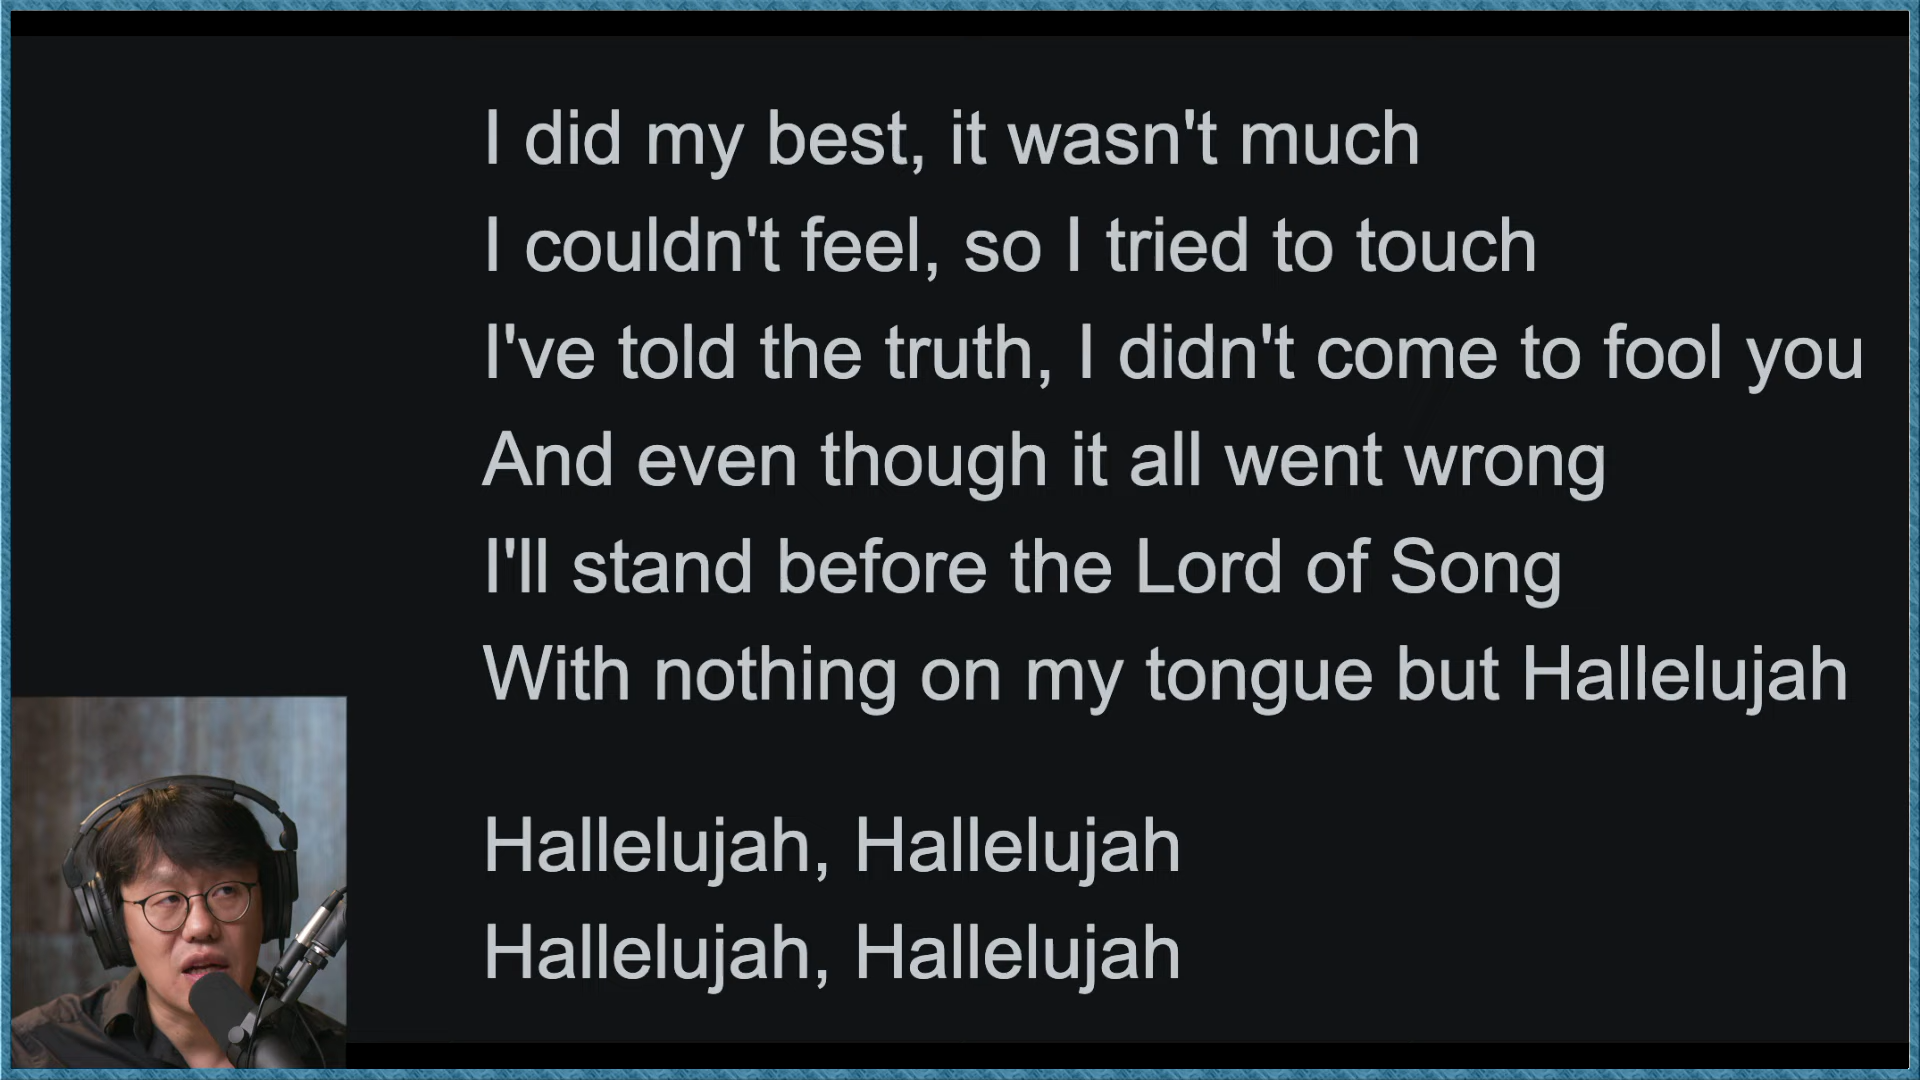 I did my best, it wasn't much
I couldn't feel, so I tried to touch
I've told the truth, I didn't come to fool you
And even though it all went wrong
I'll stand before the Lord of Song
With nothing on my tongue but Hallelujah
Hallelujah, Hallelujah
Hallelujah, Hallelujah